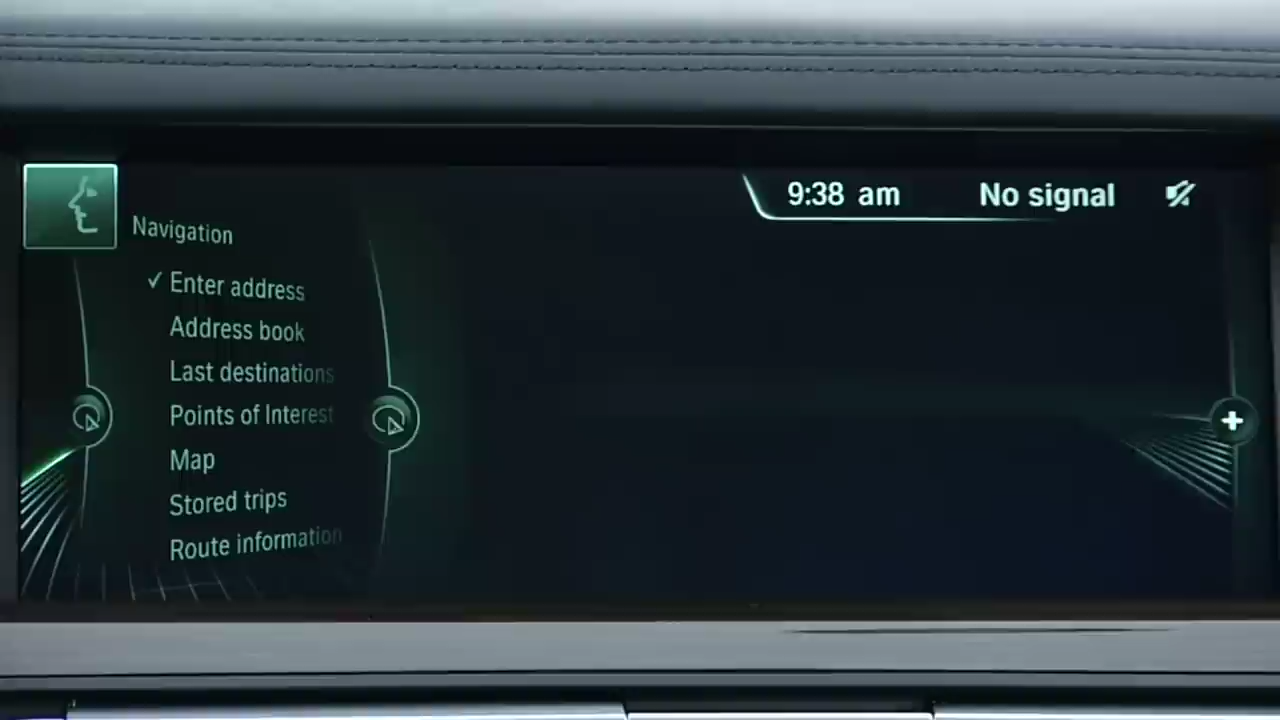 9:38 am No signal
Navigation
✓ Enter address
Address book
Last destinations
Points of Interest
Map
Stored trips
Route information